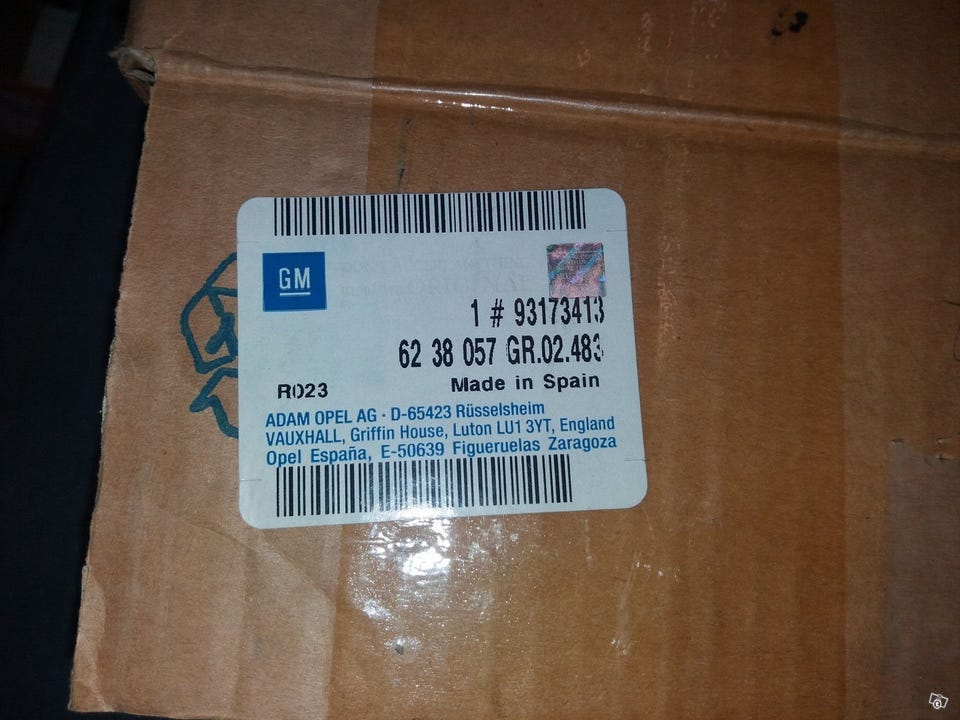 GM
1 # 93173413
62 38 057 GR.02.483
R023 Made in Spain
ADAM OPEL AG · D-65423 Rüsselsheim
VAUXHALL, Griffin House, Luton LU1 3YT, England
Opel España, E-50639 Figueruelas Zaragoza